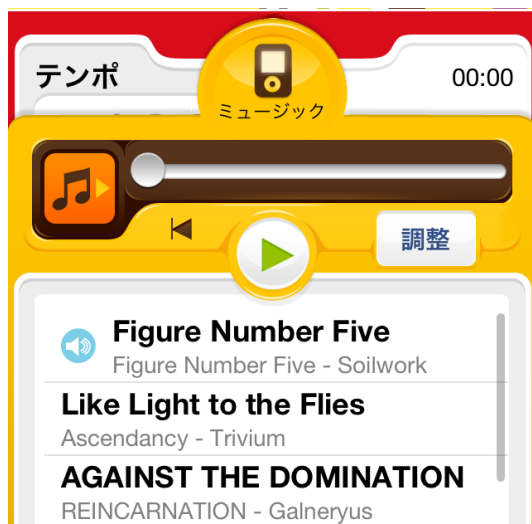 テンポ
00:00
ミュージック
調整
Figure Number Five
Figure Number Five - Soilwork
Like Light to the Flies
Ascendancy - Trivium
AGAINST THE DOMINATION
REINCARNATION - Galneryus